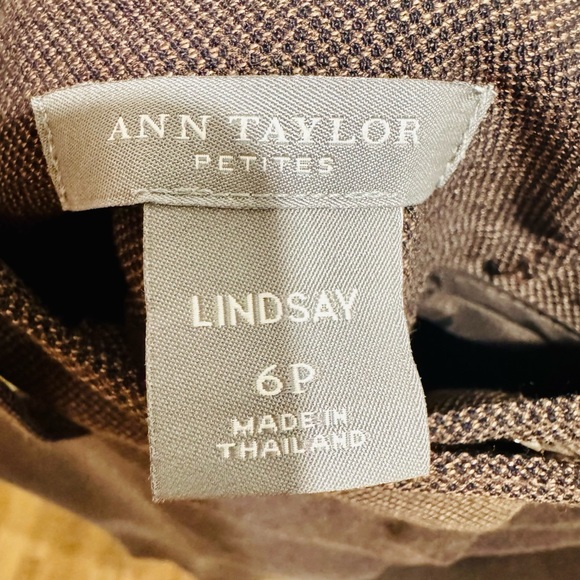 ANN TAYLOR
PETITES
LINDSAY
6P
MADE IN
THAILAND